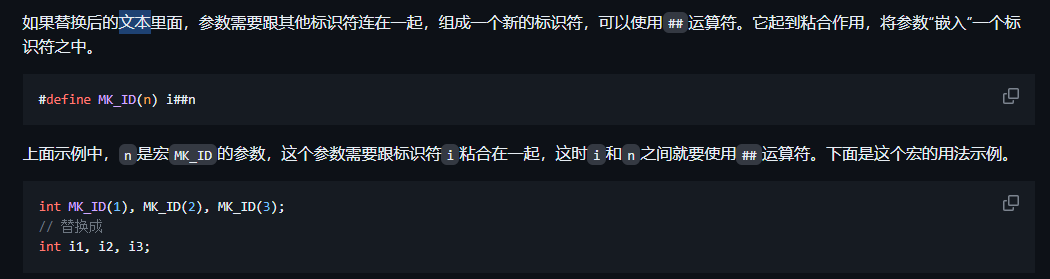 如果替换后的文本里面，参数需要跟其他标识符连在一起，组成一个新的标识符，可以使用##运算符。它起到粘合作用，将参数“嵌入”一个标
识符之中。
#define MK_ID(n) i##n
上面示例中，n是宏MK_ID的参数，这个参数需要跟标识符i粘合在一起，这时i和n之间就要使用##运算符。下面是这个宏的用法示例。
int MK_ID(1), MK_ID(2), MK_ID(3);
// 替换成
int i1, i2, i3;